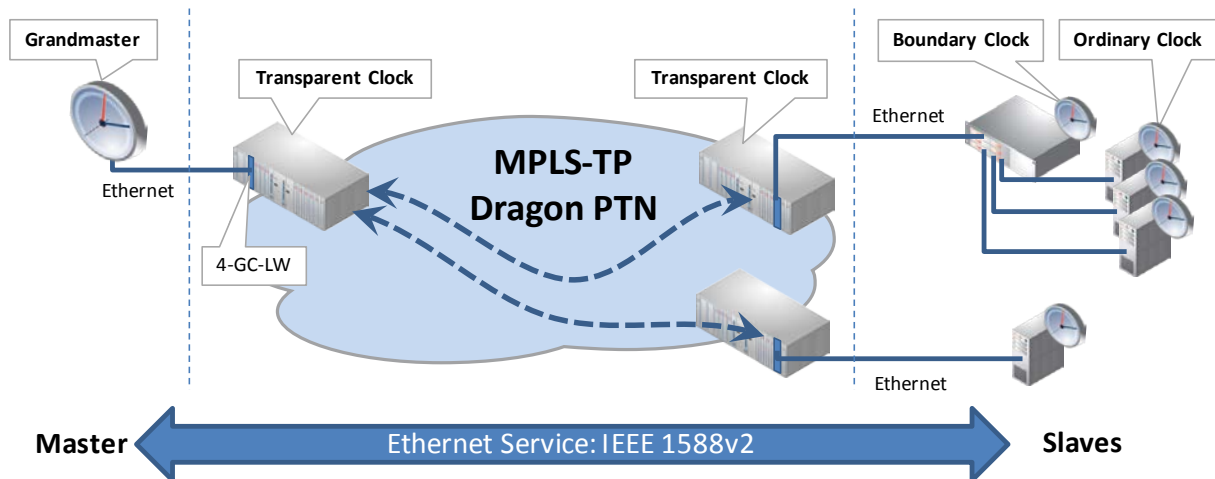 Grandmaster
Transparent Clock
Transparent Clock
Boundary Clock
Ordinary Clock
Ethernet
Ethernet
MPLS-TP
Dragon PTN
4-GC-LW
Ethernet
Master
Ethernet Service: IEEE 1588v2
Slaves